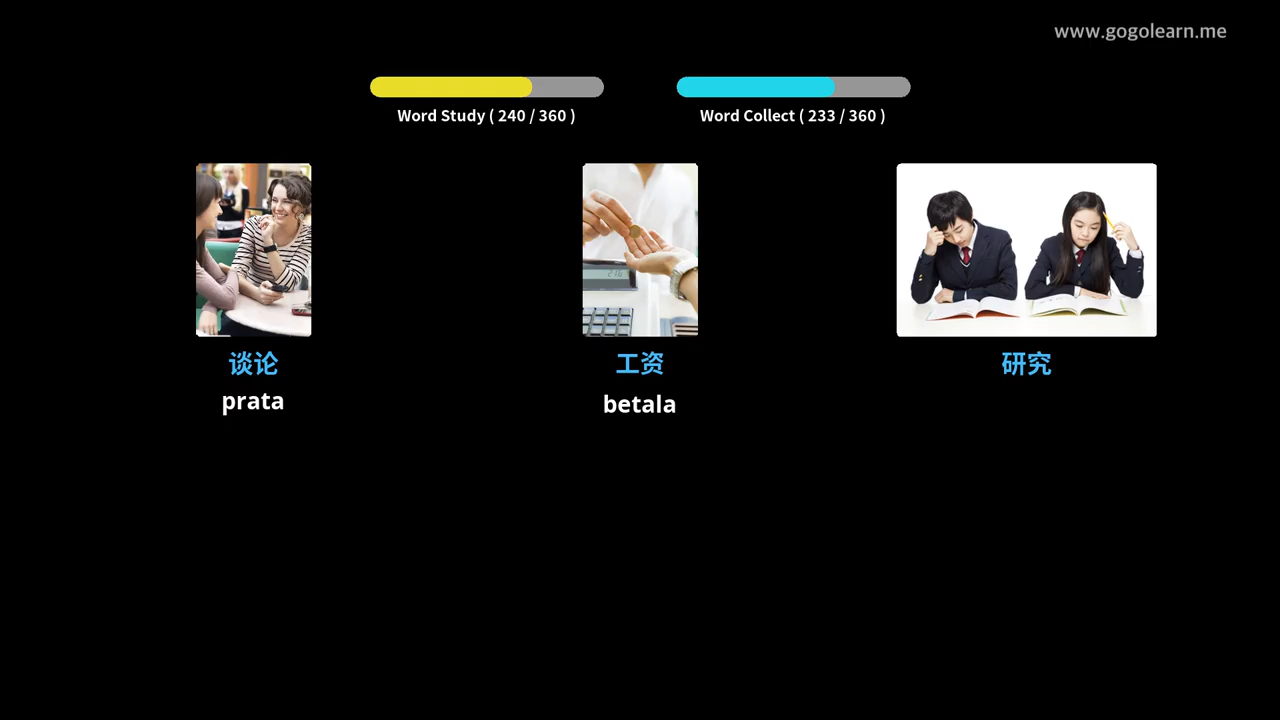 www.gogolearn.me
Word Study ( 240 / 360 )
Word Collect ( 233 / 360 )
谈论
工资
研究
prata
betala